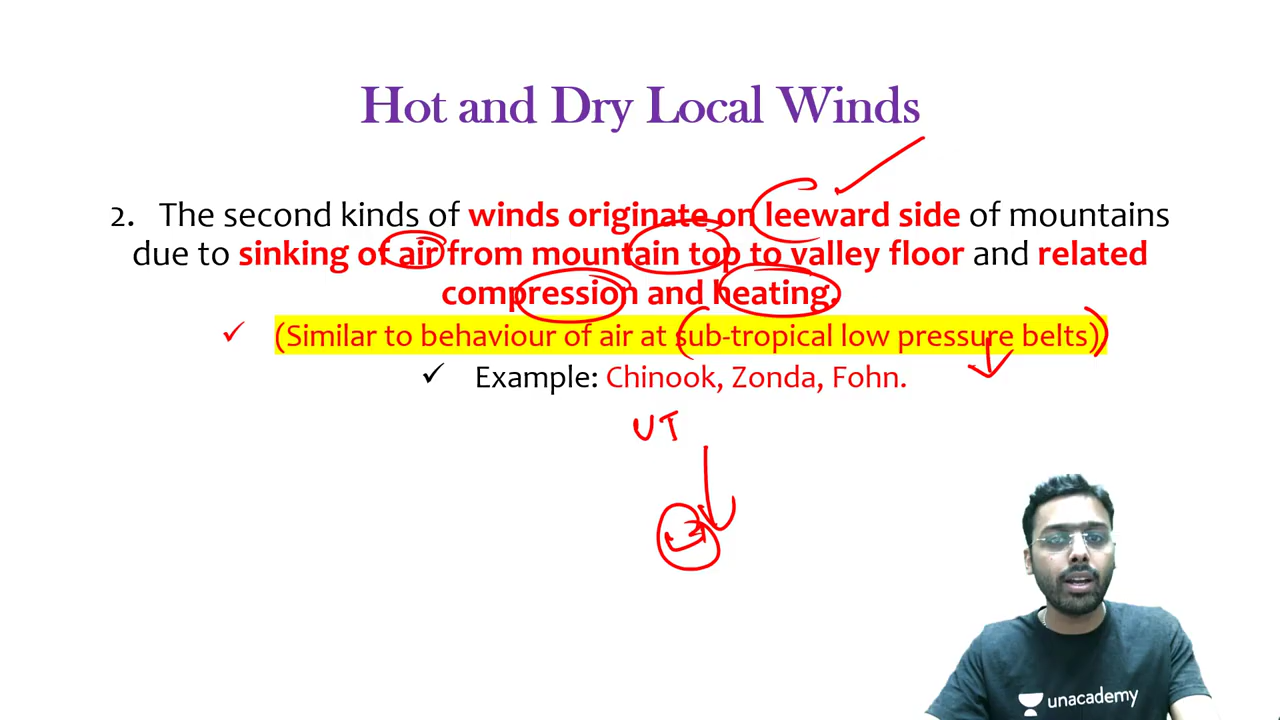 Hot and Dry Local Winds
2. The second kinds of winds originate on leeward side of mountains
due to sinking of air from mountain top to valley floor and related
compression and heating.
✓ (Similar to behaviour of air at sub-tropical low pressure belts)
✓ Example: Chinook, Zonda, Fohn.
UT
unacademy